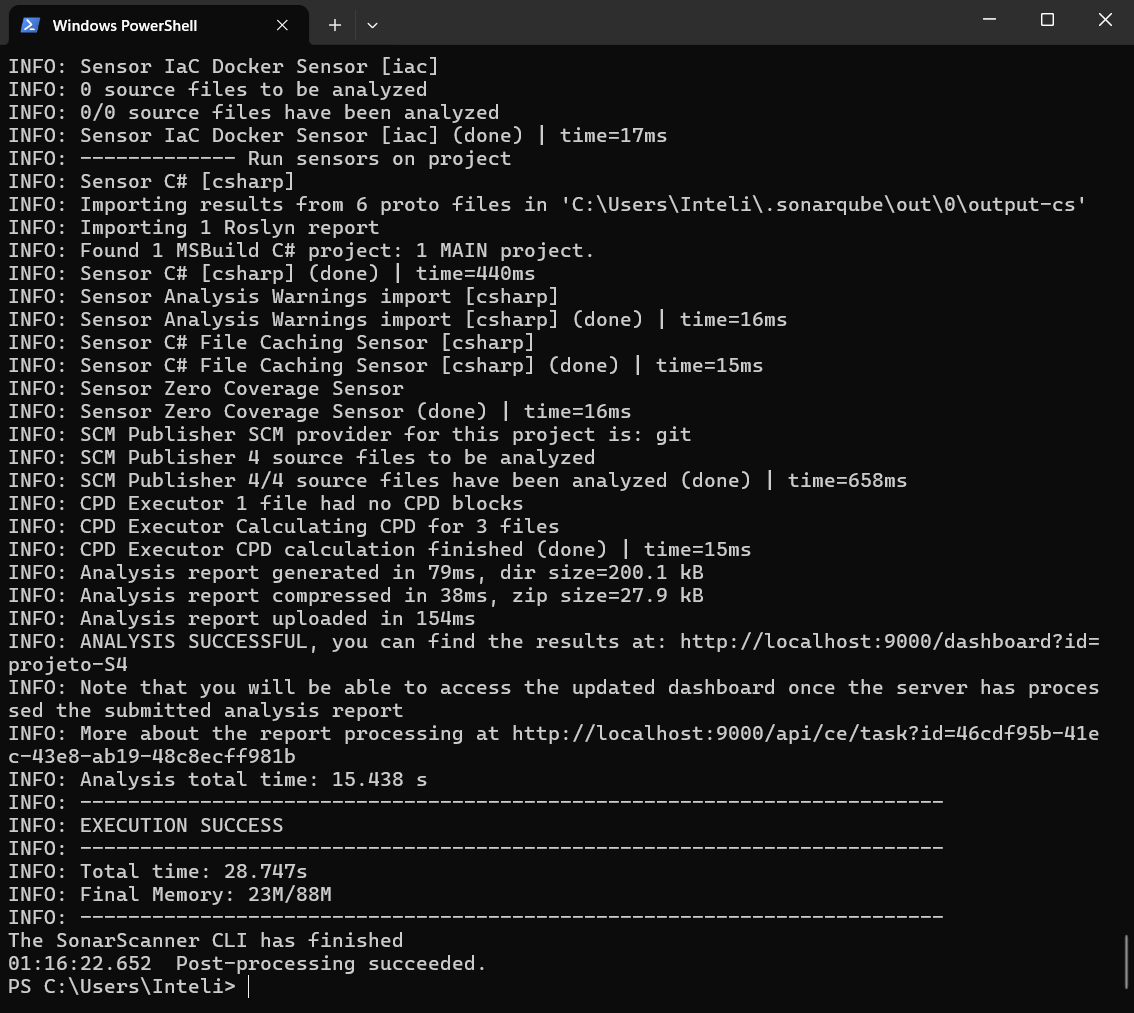 Windows PowerShell
INFO: Sensor IaC Docker Sensor [iac]
INFO: 0 source files to be analyzed
INFO: 0/0 source files have been analyzed
INFO: Sensor IaC Docker Sensor [iac] (done) | time=17ms
INFO: ------------- Run sensors on project
INFO: Sensor C# [csharp]
INFO: Importing results from 6 proto files in 'C:\Users\Inteli\.sonarqube\out\0\output-cs'
INFO: Importing 1 Roslyn report
INFO: Found 1 MSBuild C# project: 1 MAIN project.
INFO: Sensor C# [csharp] (done) | time=440ms
INFO: Sensor Analysis Warnings import [csharp]
INFO: Sensor Analysis Warnings import [csharp] (done) | time=16ms
INFO: Sensor C# File Caching Sensor [csharp]
INFO: Sensor C# File Caching Sensor [csharp] (done) | time=15ms
INFO: Sensor Zero Coverage Sensor
INFO: Sensor Zero Coverage Sensor (done) | time=16ms
INFO: SCM Publisher SCM provider for this project is: git
INFO: SCM Publisher 4 source files to be analyzed
INFO: SCM Publisher 4/4 source files have been analyzed (done) | time=658ms
INFO: CPD Executor 1 file had no CPD blocks
INFO: CPD Executor Calculating CPD for 3 files
INFO: CPD Executor CPD calculation finished (done) | time=15ms
INFO: Analysis report generated in 79ms, dir size=200.1 kB
INFO: Analysis report compressed in 38ms, zip size=27.9 kB
INFO: Analysis report uploaded in 154ms
INFO: ANALYSIS SUCCESSFUL, you can find the results at: http://localhost:9000/dashboard?id=
projeto-S4
INFO: Note that you will be able to access the updated dashboard once the server has proces
sed the submitted analysis report
INFO: More about the report processing at http://localhost:9000/api/ce/task?id=46cdf95b-41e
c-43e8-ab19-48c8ecff981b
INFO: Analysis total time: 15.438 s
INFO: ------------------------------------------------------------------------
INFO: EXECUTION SUCCESS
INFO: ------------------------------------------------------------------------
INFO: Total time: 28.747s
INFO: Final Memory: 23M/88M
INFO: ------------------------------------------------------------------------
The SonarScanner CLI has finished
01:16:22.652  Post-processing succeeded.
PS C:\Users\Inteli>